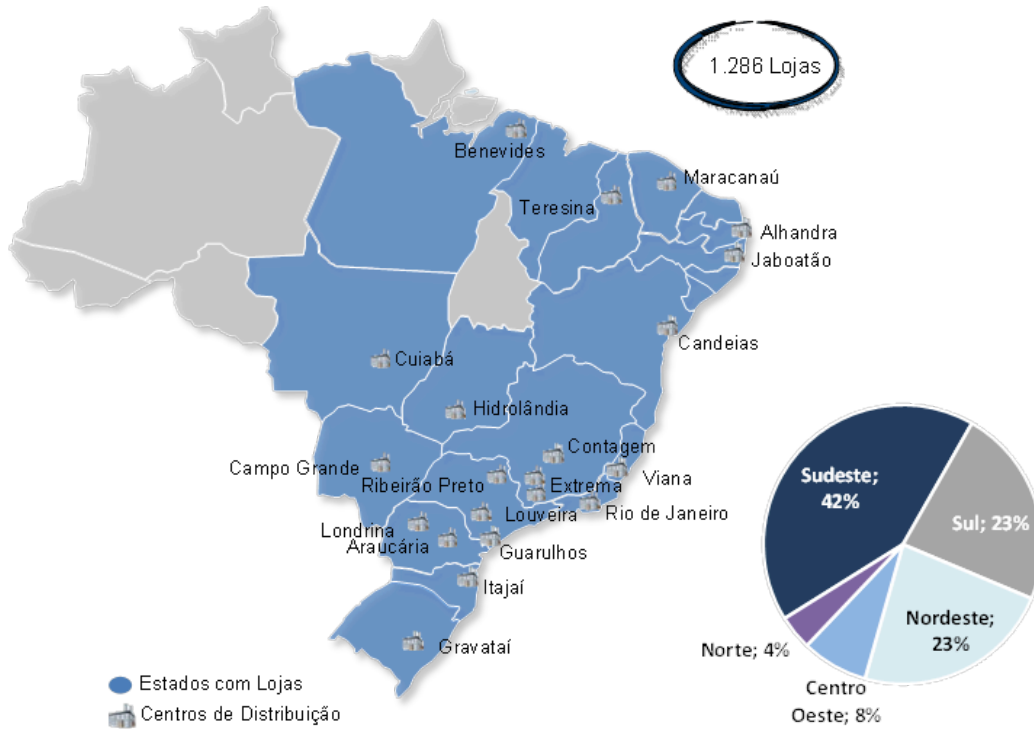 1.286 Lojas
Benevides
Maracanaú
Teresina
Alhandra
Jaboatão
Candeias
Cuiabá
Hidrolândia
Contagem
Campo Grande
Viana
Ribeirão Preto
Extrema
Louveira
Rio de Janeiro
Londrina
Araucária
Guarulhos
Itajaí
Gravataí
Estados com Lojas
Centros de Distribuição
Sudeste;
42%
Sul; 23%
Nordeste;
23%
Norte; 4%
Centro
Oeste; 8%